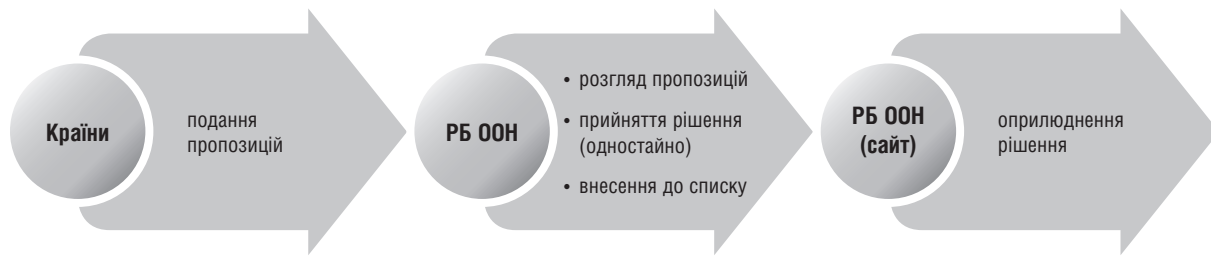 Країни
подання
пропозицій
РБ ООН
• розгляд пропозицій
• прийняття рішення
(одностайно)
• внесення до списку
РБ ООН
(сайт)
оприлюднення
рішення